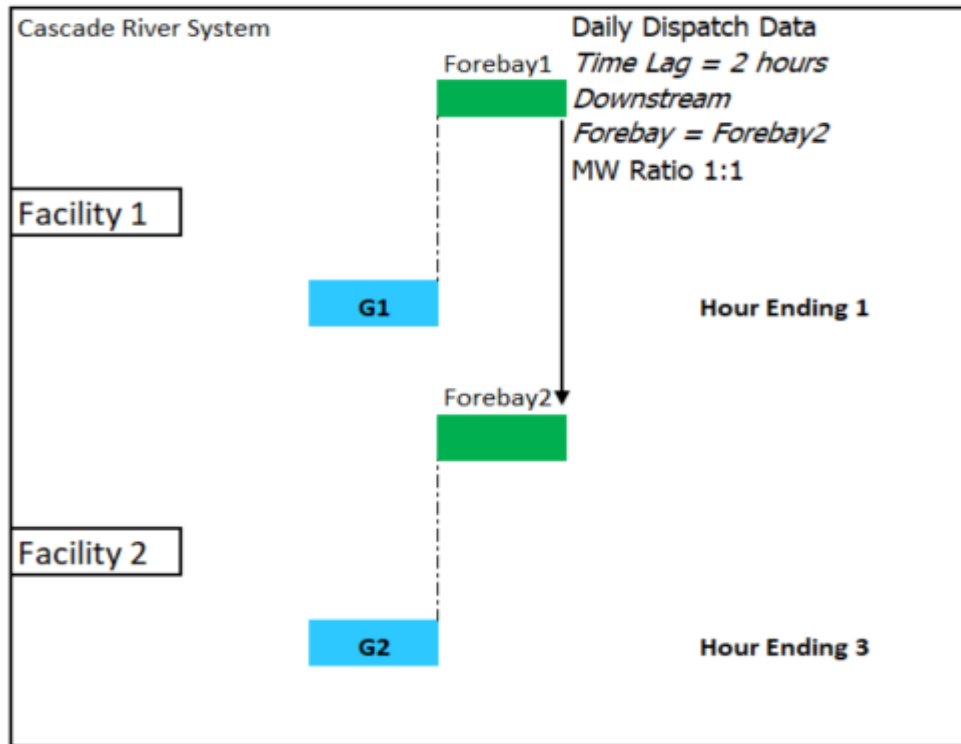 Cascade River System
Daily Dispatch Data
Forebay1
Time Lag = 2 hours
Downstream
Forebay = Forebay2
MW Ratio 1:1
Facility 1
G1
Hour Ending 1
Forebay2
Facility 2
G2
Hour Ending 3